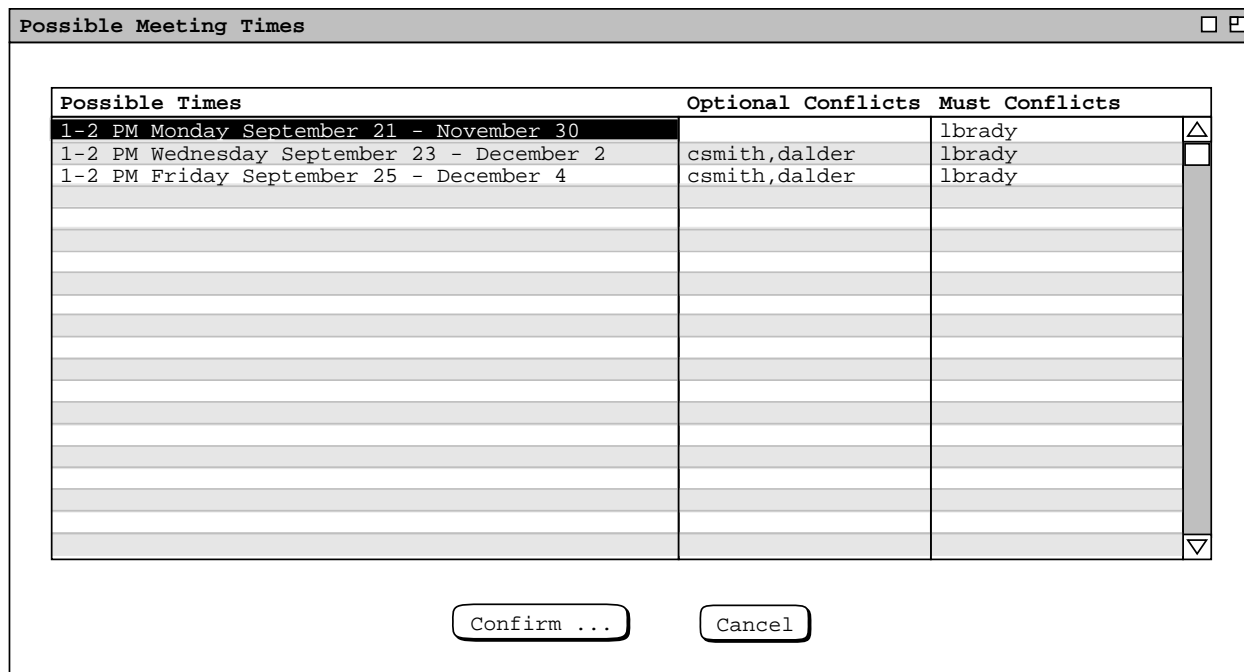 Possible Meeting Times
Possible Times Optional Conflicts Must Conflicts
1-2 PM Monday September 21 - November 30 lbrady
1-2 PM Wednesday September 23 - December 2 csmith,dalder lbrady
1-2 PM Friday September 25 - December 4 csmith,dalder lbrady
Confirm ... Cancel